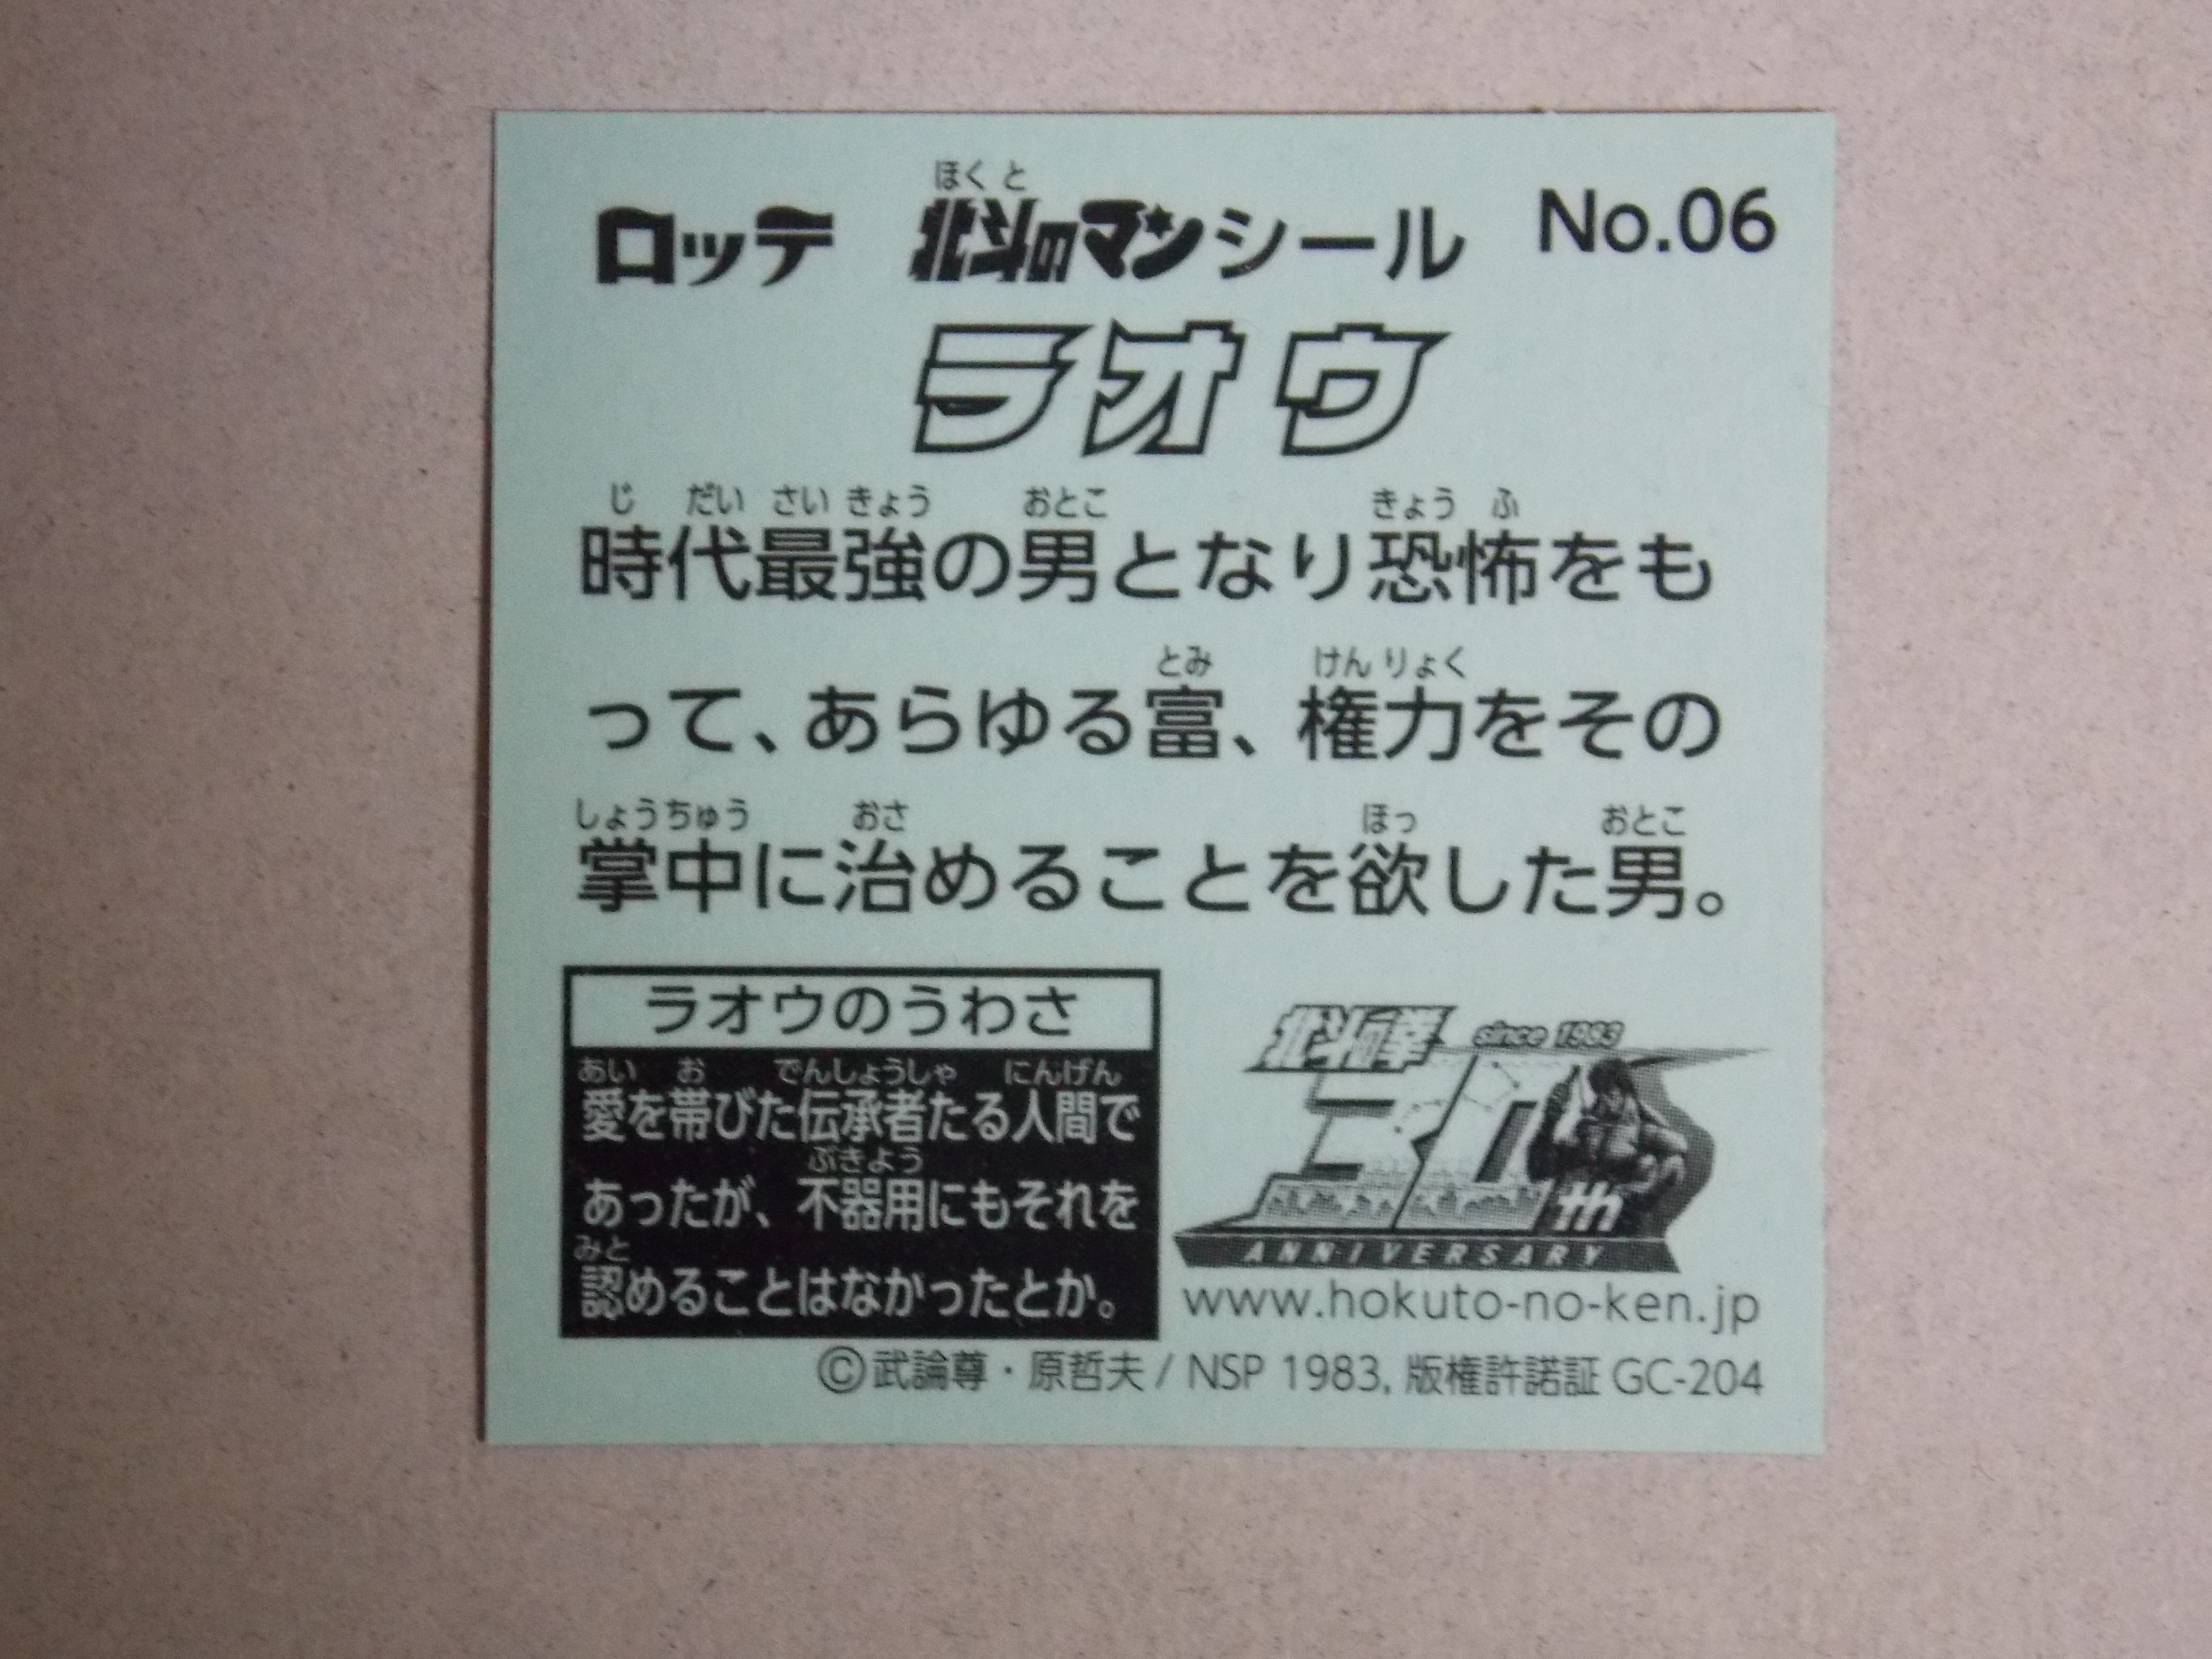 ほくと
ロッテ 北斗のマンシール No.06
ラオウ
じ だい さい きょう おとこ きょう ふ
時代最強の男となり恐怖をも
とみ けん りょく
って、あらゆる富、権力をその
しょうちゅう おさ ほっ おとこ
掌中に治めることを欲した男。
ラオウのうわさ
あい お でんしょうしゃ にんげん
愛を帯びた伝承者たる人間で
ぶきよう
あったが、不器用にもそれを
みと
認めることはなかったとか。
北斗の拳 since 1983
30th
ANNIVERSARY
www.hokuto-no-ken.jp
©武論尊・原哲夫 / NSP 1983, 版権許諾証 GC-204